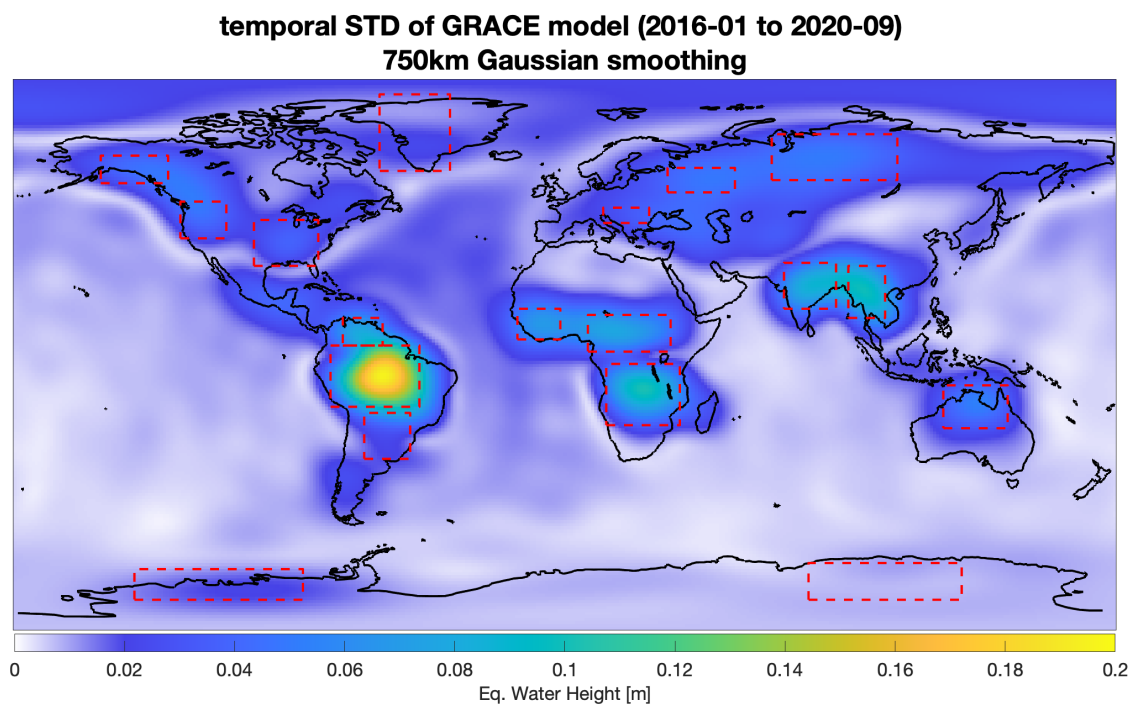 temporal STD of GRACE model (2016-01 to 2020-09)
750km Gaussian smoothing
0 0.02 0.04 0.06 0.08 0.1 0.12 0.14 0.16 0.18 0.2
Eq. Water Height [m]